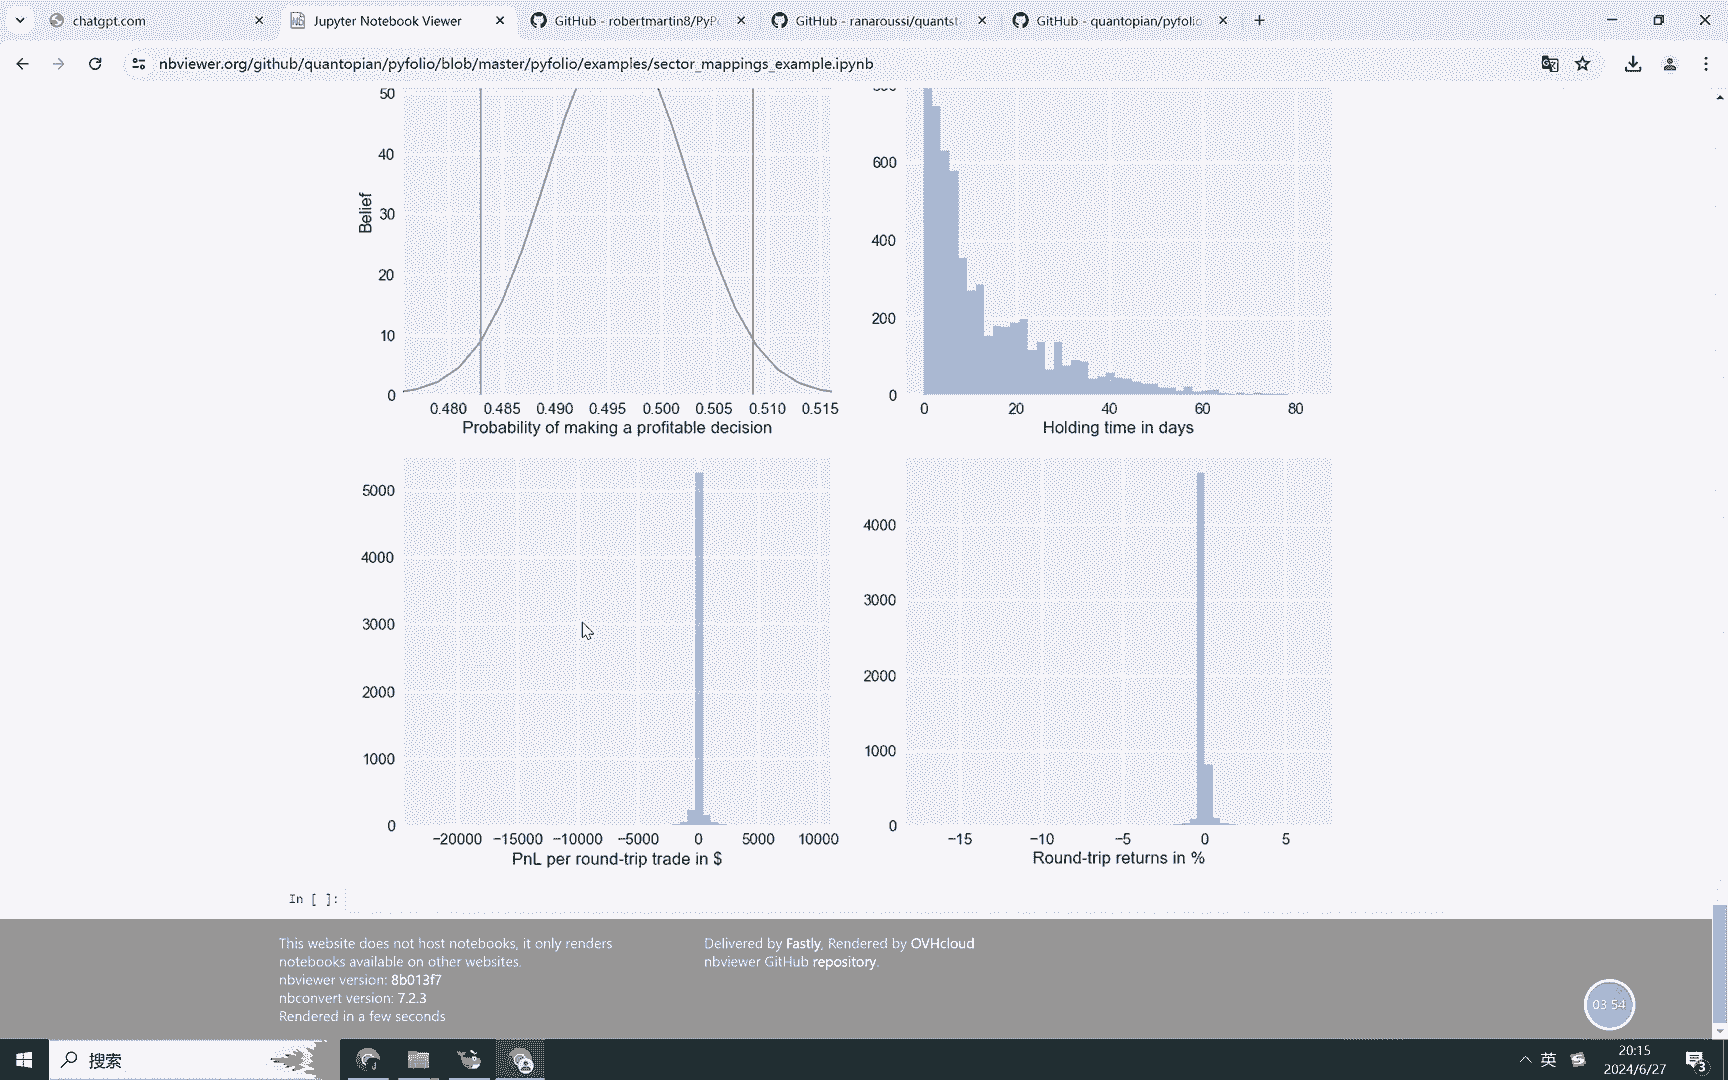 chatgpt.com
Jupyter Notebook Viewer
GitHub - robertmartin8/PyPo
GitHub - ranaroussi/quantst
GitHub - quantopian/pyfolio
nbviewer.org/github/quantopian/pyfolio/blob/master/pyfolio/examples/sector_mappings_example.ipynb
50
40
30
20
10
0
Belief
0.480 0.485 0.490 0.495 0.500 0.505 0.510 0.515
Probability of making a profitable decision
600
400
200
0
0 20 40 60 80
Holding time in days
5000
4000
3000
2000
1000
0
−20000 −15000 −10000 −5000 0 5000 10000
PnL per round-trip trade in $
4000
3000
2000
1000
0
−15 −10 −5 0 5
Round-trip returns in %
In [ ]:
This website does not host notebooks, it only renders
notebooks available on other websites.
nbviewer version: 8b013f7
nbconvert version: 7.2.3
Rendered in a few seconds
Delivered by Fastly, Rendered by OVHcloud
nbviewer GitHub repository.
03:54
搜索
英
20:15
2024/6/27
3